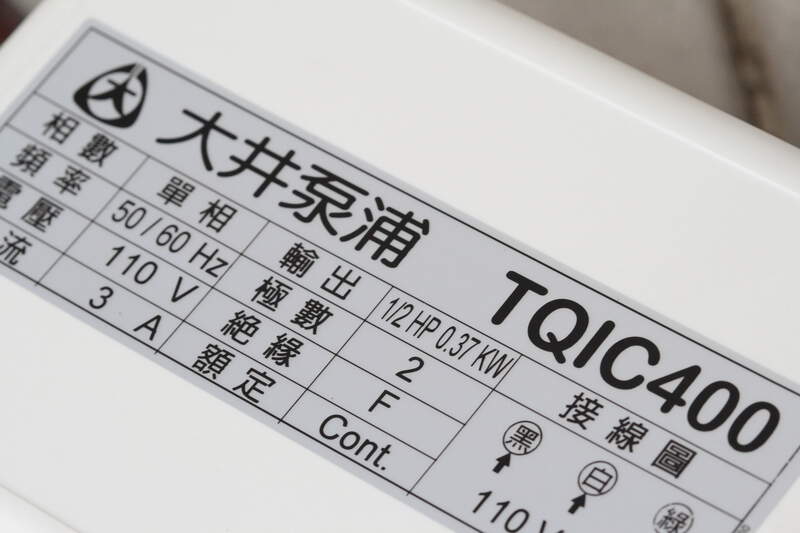 大 大井泵浦 TQIC400
相數 單相 輸出 1/2 HP 0.37 KW 接線圖
頻率 50 / 60 Hz 極數 2
電壓 110 V 絕緣 F
流 3 A 額定 Cont.
黑 白 綠
110 V